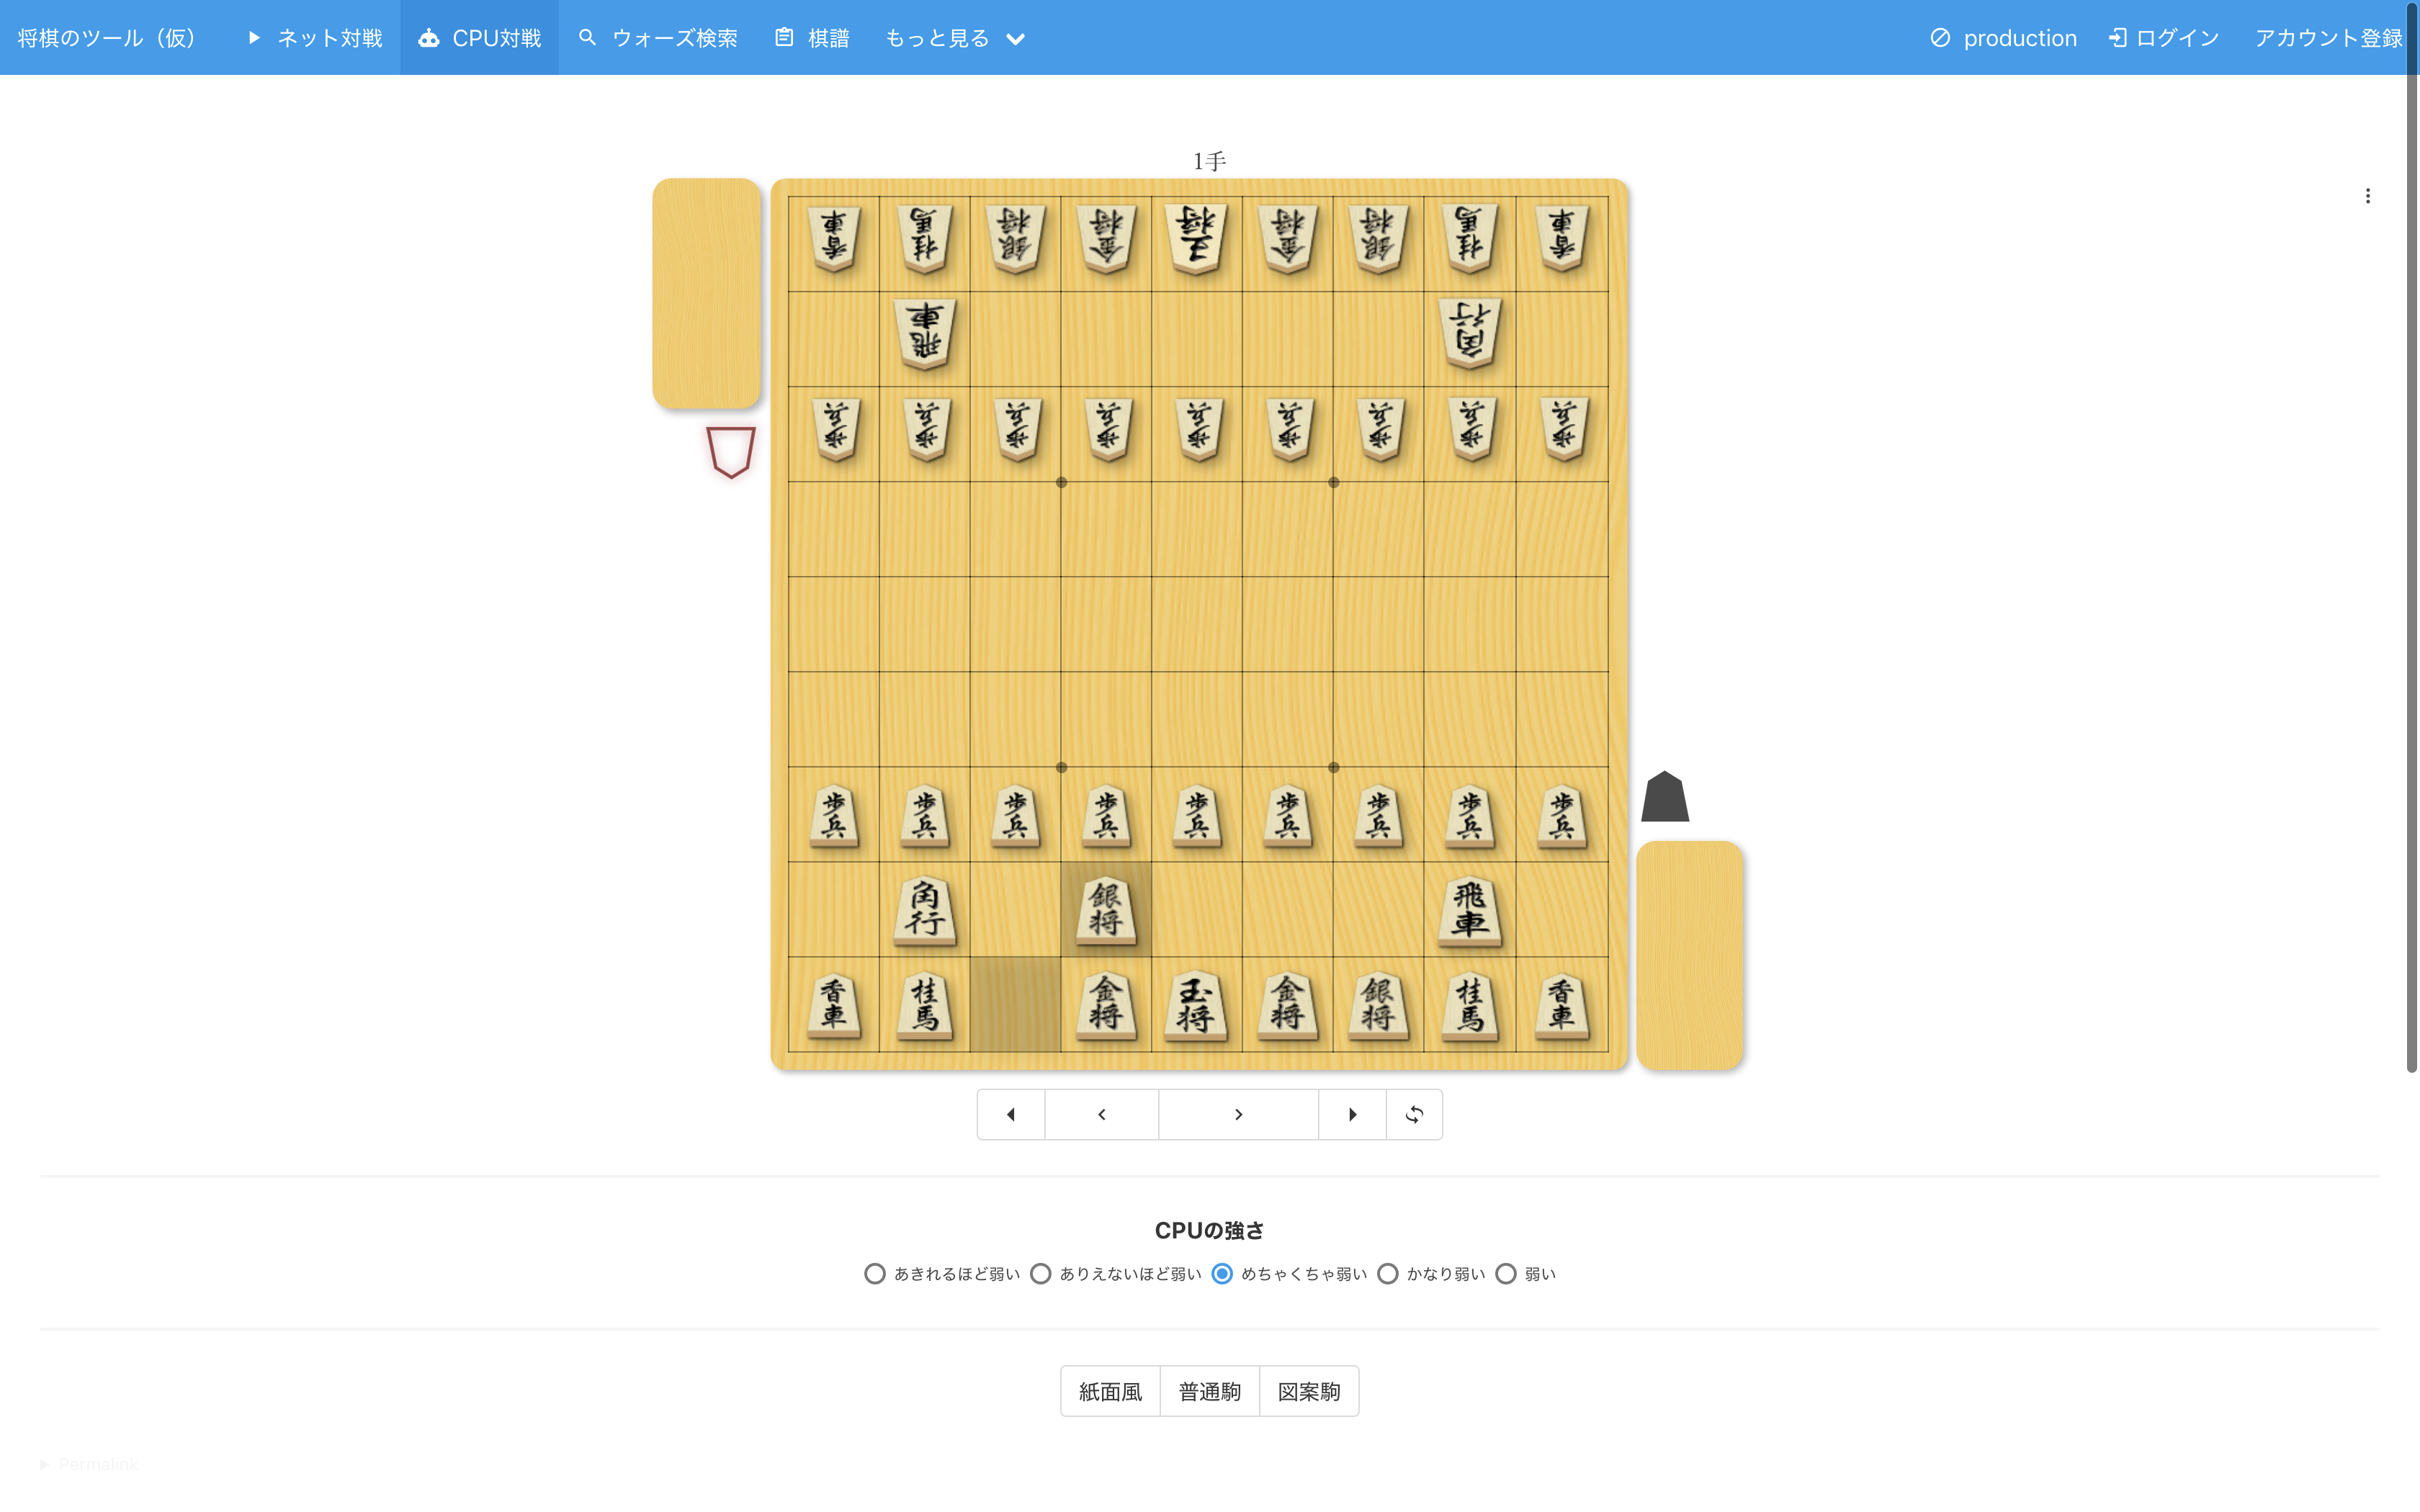 将棋のツール（仮） ネット対戦 CPU対戦 ウォーズ検索 棋譜 もっと見る production ログイン アカウント登録
1手
香車 桂馬 銀将 金将 王将 金将 銀将 桂馬 香車
飛車 角行
歩兵 歩兵 歩兵 歩兵 歩兵 歩兵 歩兵 歩兵 歩兵
歩兵 歩兵 歩兵 歩兵 歩兵 歩兵 歩兵 歩兵 歩兵
角行 銀将 飛車
香車 桂馬 金将 玉将 金将 銀将 桂馬 香車
CPUの強さ
あきれるほど弱い ありえないほど弱い めちゃくちゃ弱い かなり弱い 弱い
紙面風 普通駒 図案駒
Permalink